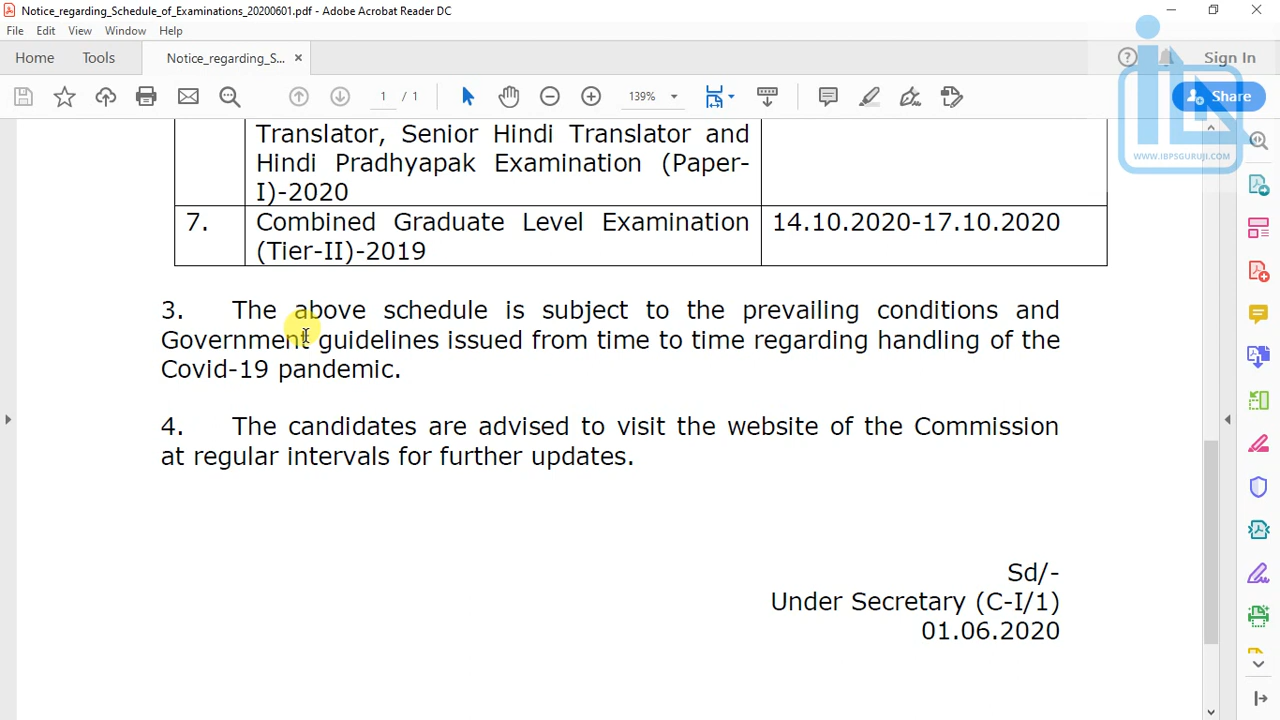 Notice_regarding_Schedule_of_Examinations_20200601.pdf - Adobe Acrobat Reader DC
File Edit View Window Help
Home Tools Notice_regarding_S... × Sign In
1 / 1 139% Share
WWW.IBPSGURUJI.COM
Translator, Senior Hindi Translator and
Hindi Pradhyapak Examination (Paper-
I)-2020
7. Combined Graduate Level Examination 14.10.2020-17.10.2020
(Tier-II)-2019
3. The above schedule is subject to the prevailing conditions and
Government guidelines issued from time to time regarding handling of the
Covid-19 pandemic.
4. The candidates are advised to visit the website of the Commission
at regular intervals for further updates.
Sd/-
Under Secretary (C-I/1)
01.06.2020